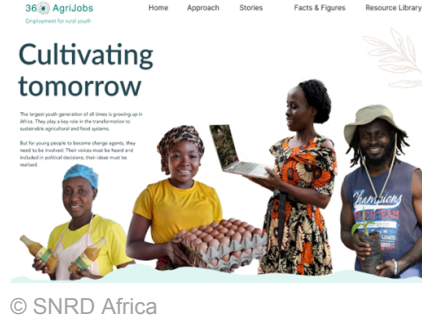 36 AgriJobs
Employment for rural youth
Home Approach Stories Facts & Figures Resource Library
Cultivating
tomorrow
The largest youth generation of all times is growing up in
Africa. They play a key role in the transformation to
sustainable agricultural and food systems.
But for young people to become change agents, they
need to be involved: Their voices must be heard and
included in political decisions; their ideas must be
realised.
Champions
© SNRD Africa